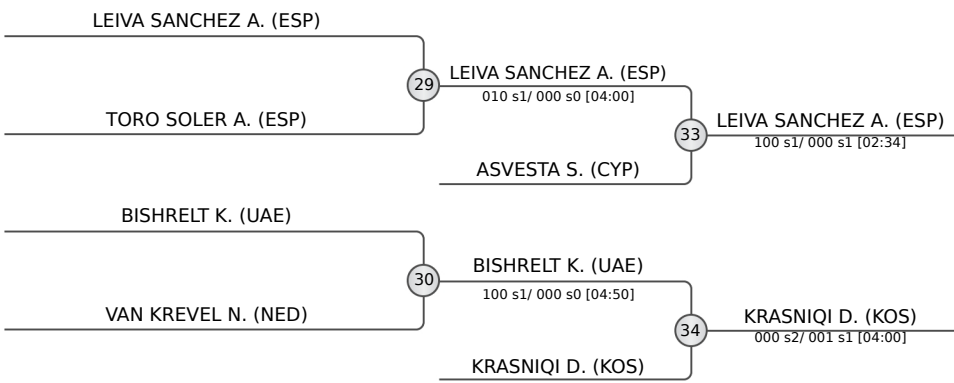 LEIVA SANCHEZ A. (ESP)
29
LEIVA SANCHEZ A. (ESP)
010 s1/ 000 s0 [04:00]
TORO SOLER A. (ESP)
33
LEIVA SANCHEZ A. (ESP)
100 s1/ 000 s1 [02:34]
ASVESTA S. (CYP)
BISHRELT K. (UAE)
30
BISHRELT K. (UAE)
100 s1/ 000 s0 [04:50]
VAN KREVEL N. (NED)
34
KRASNIQI D. (KOS)
000 s2/ 001 s1 [04:00]
KRASNIQI D. (KOS)